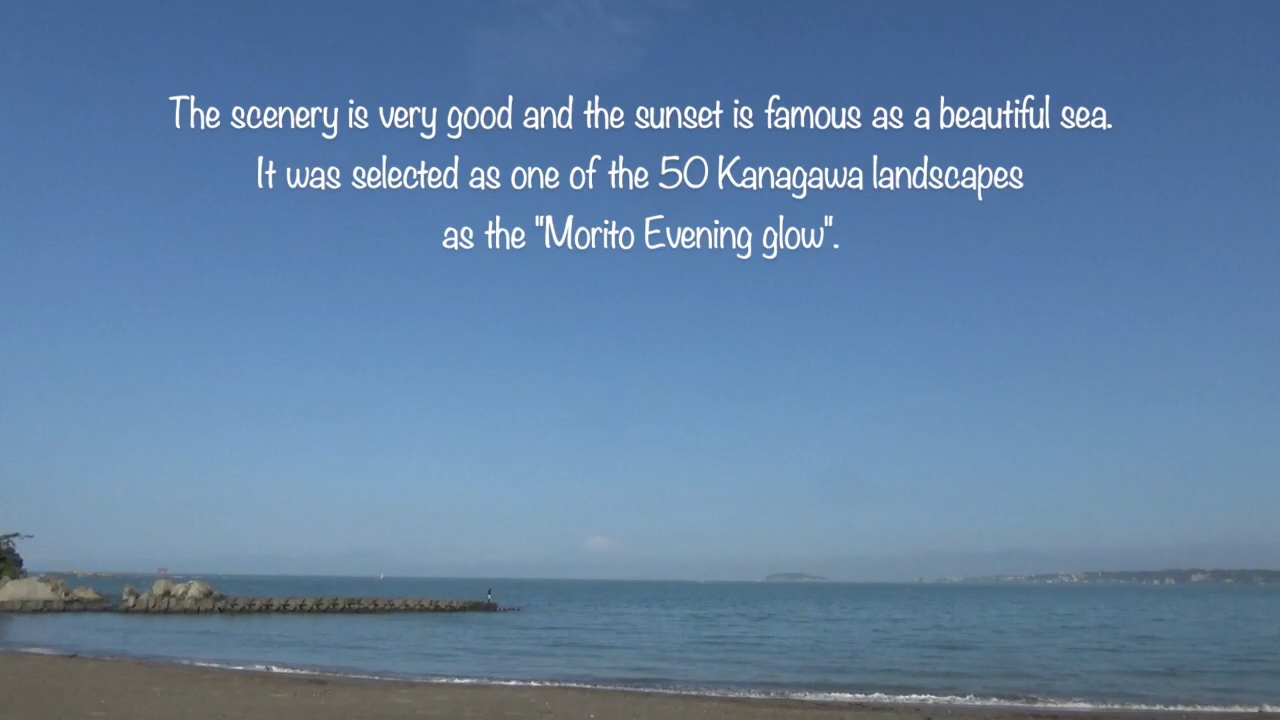 The scenery is very good and the sunset is famous as a beautiful sea.
It was selected as one of the 50 Kanagawa landscapes
as the "Morito Evening glow".